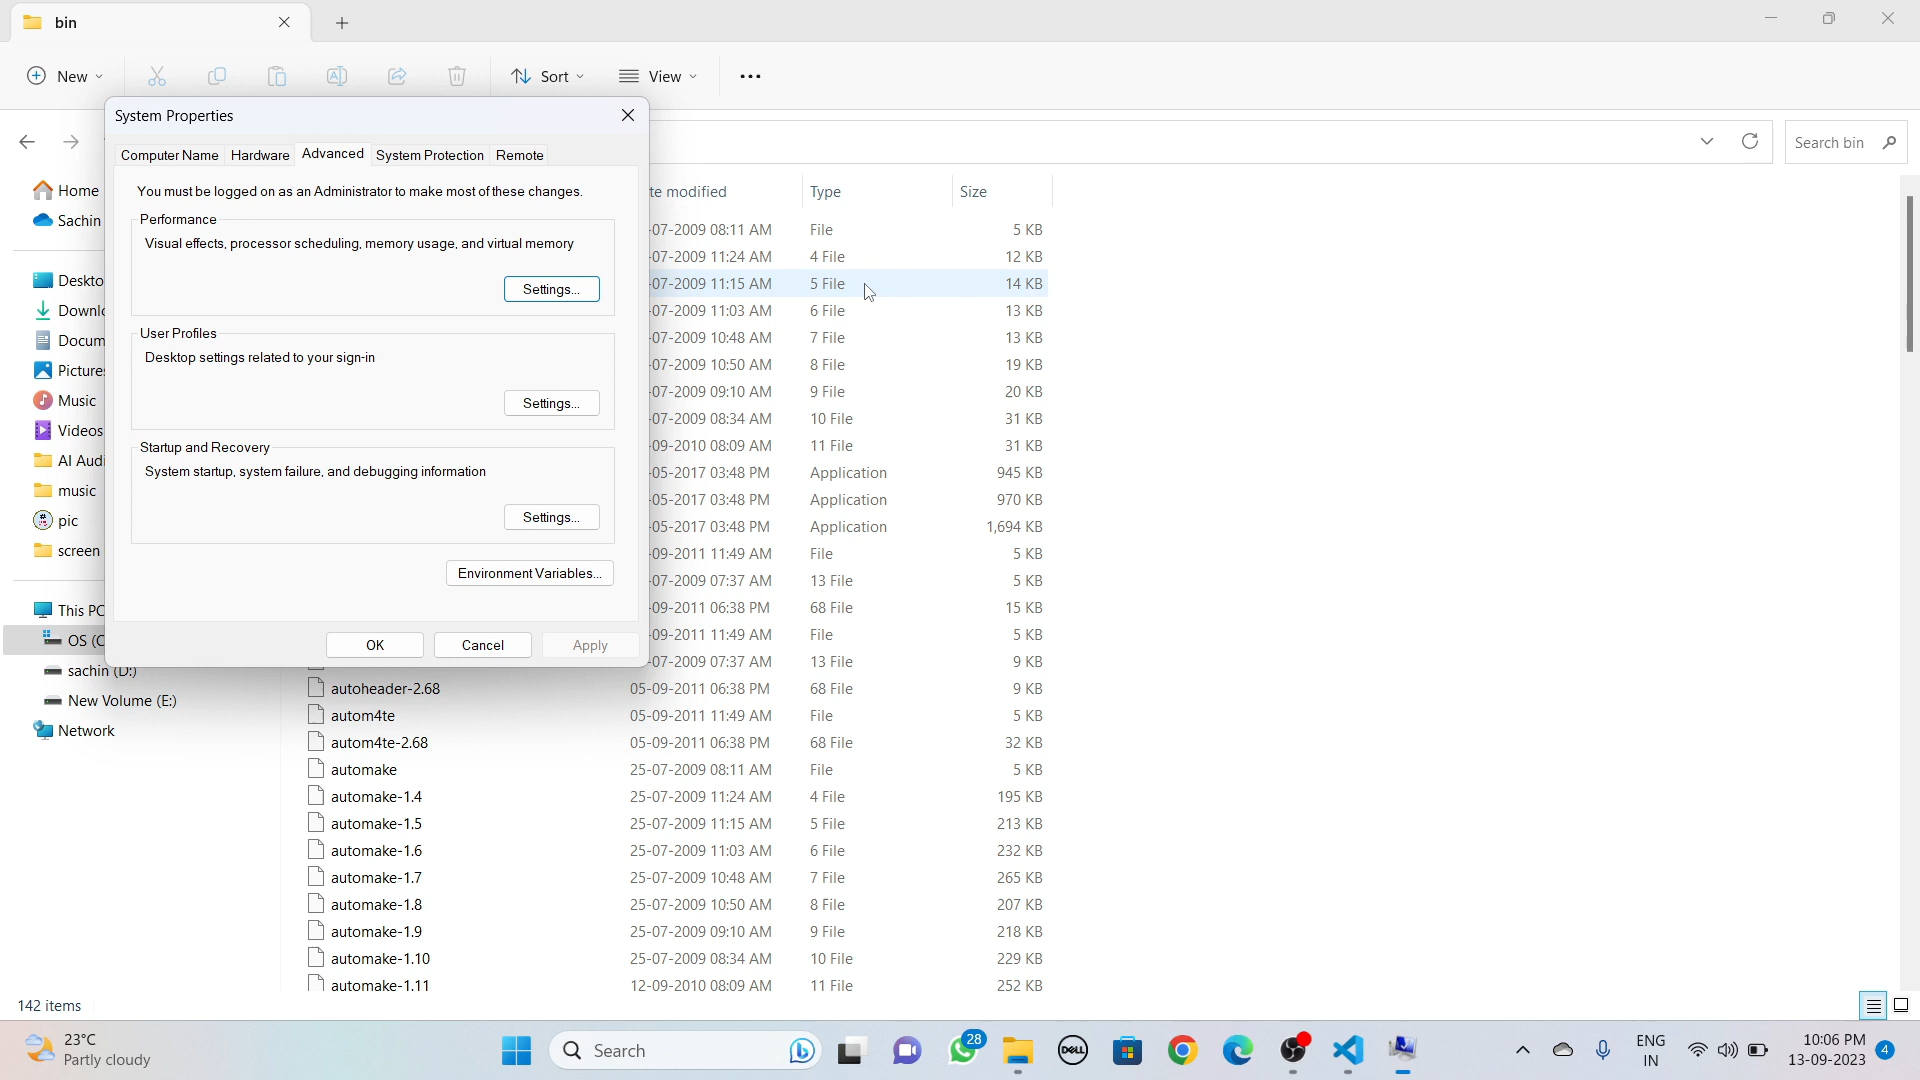 bin
New
Sort
View
System Properties
Search bin
Computer Name Hardware Advanced System Protection Remote
You must be logged on as an Administrator to make most of these changes.
Performance
Visual effects, processor scheduling, memory usage, and virtual memory
Settings...
User Profiles
Desktop settings related to your sign-in
Settings...
Startup and Recovery
System startup, system failure, and debugging information
Settings...
Environment Variables...
OK Cancel Apply
Home
Sachin
Deskto
Downlo
Docum
Pictures
Music
Videos
AI Audi
music
pic
screen
This PC
OS (C
sachin (D:)
New Volume (E:)
Network
te modified Type Size
-07-2009 08:11 AM File 5 KB
-07-2009 11:24 AM 4 File 12 KB
-07-2009 11:15 AM 5 File 14 KB
-07-2009 11:03 AM 6 File 13 KB
-07-2009 10:48 AM 7 File 13 KB
-07-2009 10:50 AM 8 File 19 KB
-07-2009 09:10 AM 9 File 20 KB
-07-2009 08:34 AM 10 File 31 KB
-09-2010 08:09 AM 11 File 31 KB
-05-2017 03:48 PM Application 945 KB
-05-2017 03:48 PM Application 970 KB
-05-2017 03:48 PM Application 1,694 KB
-09-2011 11:49 AM File 5 KB
-07-2009 07:37 AM 13 File 5 KB
-09-2011 06:38 PM 68 File 15 KB
-09-2011 11:49 AM File 5 KB
-07-2009 07:37 AM 13 File 9 KB
autoheader-2.68 05-09-2011 06:38 PM 68 File 9 KB
autom4te 05-09-2011 11:49 AM File 5 KB
autom4te-2.68 05-09-2011 06:38 PM 68 File 32 KB
automake 25-07-2009 08:11 AM File 5 KB
automake-1.4 25-07-2009 11:24 AM 4 File 195 KB
automake-1.5 25-07-2009 11:15 AM 5 File 213 KB
automake-1.6 25-07-2009 11:03 AM 6 File 232 KB
automake-1.7 25-07-2009 10:48 AM 7 File 265 KB
automake-1.8 25-07-2009 10:50 AM 8 File 207 KB
automake-1.9 25-07-2009 09:10 AM 9 File 218 KB
automake-1.10 25-07-2009 08:34 AM 10 File 229 KB
automake-1.11 12-09-2010 08:09 AM 11 File 252 KB
142 items
23°C
Partly cloudy
Search
28
DELL
ENG
IN
10:06 PM
13-09-2023
4